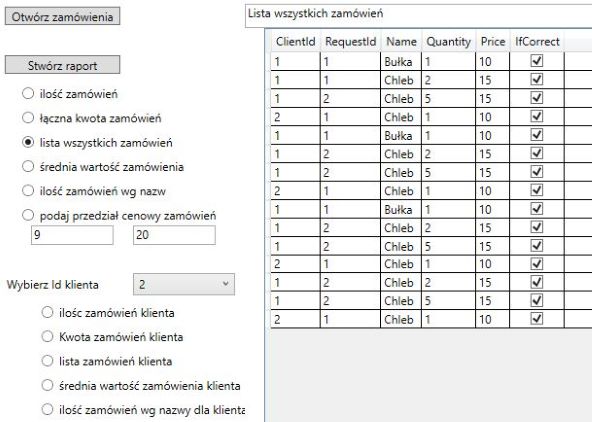 Otwórz zamówienia
Stwórz raport
ilość zamówień
łączna kwota zamówień
lista wszystkich zamówień
średnia wartość zamówienia
ilość zamówień wg nazw
podaj przedział cenowy zamówień
9 20
Wybierz Id klienta 2
ilośc zamówień klienta
Kwota zamówień klienta
lista zamówień klienta
średnia wartość zamówienia klienta
ilość zamówień wg nazwy dla klienta
Lista wszystkich zamówień
ClientId RequestId Name Quantity Price IfCorrect
1 1 Bułka 1 10
1 1 Chleb 2 15
1 2 Chleb 5 15
2 1 Chleb 1 10
1 1 Bułka 1 10
1 2 Chleb 2 15
1 2 Chleb 5 15
2 1 Chleb 1 10
1 1 Bułka 1 10
1 2 Chleb 2 15
1 2 Chleb 5 15
2 1 Chleb 1 10
1 2 Chleb 2 15
1 2 Chleb 5 15
2 1 Chleb 1 10